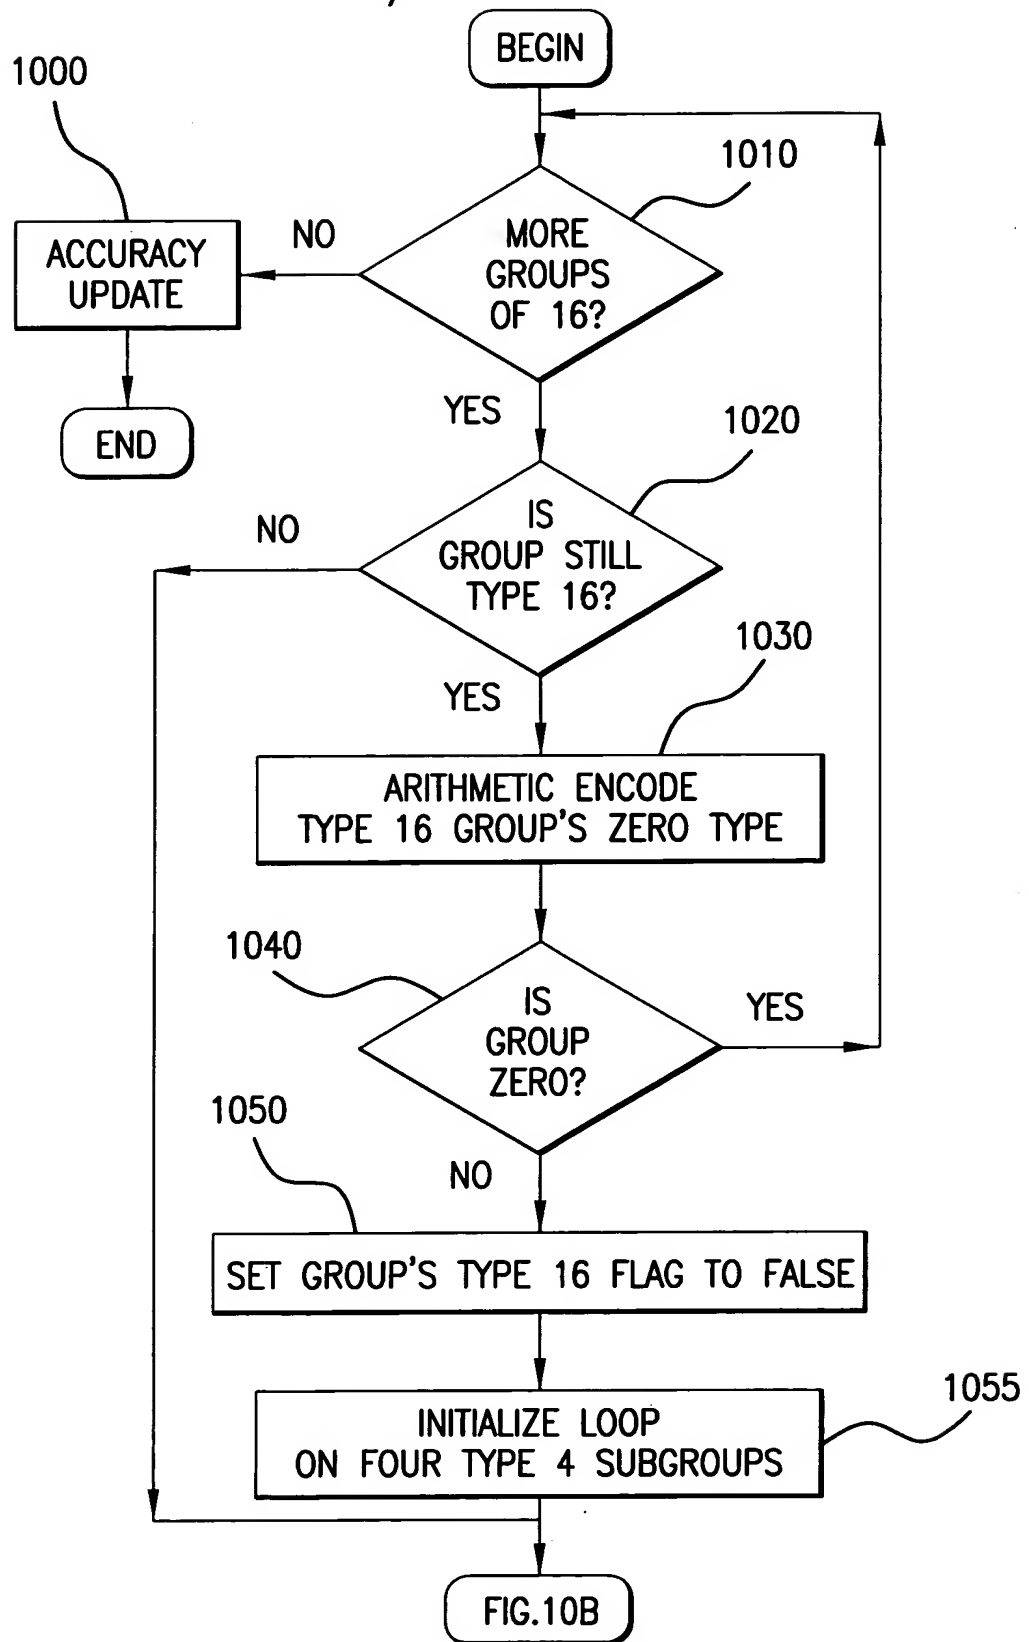 BEGIN
1000
1010
MORE
GROUPS
OF 16?
NO
ACCURACY
UPDATE
YES
END
1020
IS
GROUP STILL
TYPE 16?
NO
1030
YES
ARITHMETIC ENCODE
TYPE 16 GROUP'S ZERO TYPE
1040
IS
GROUP
ZERO?
YES
1050
NO
SET GROUP'S TYPE 16 FLAG TO FALSE
1055
INITIALIZE LOOP
ON FOUR TYPE 4 SUBGROUPS
FIG.10B